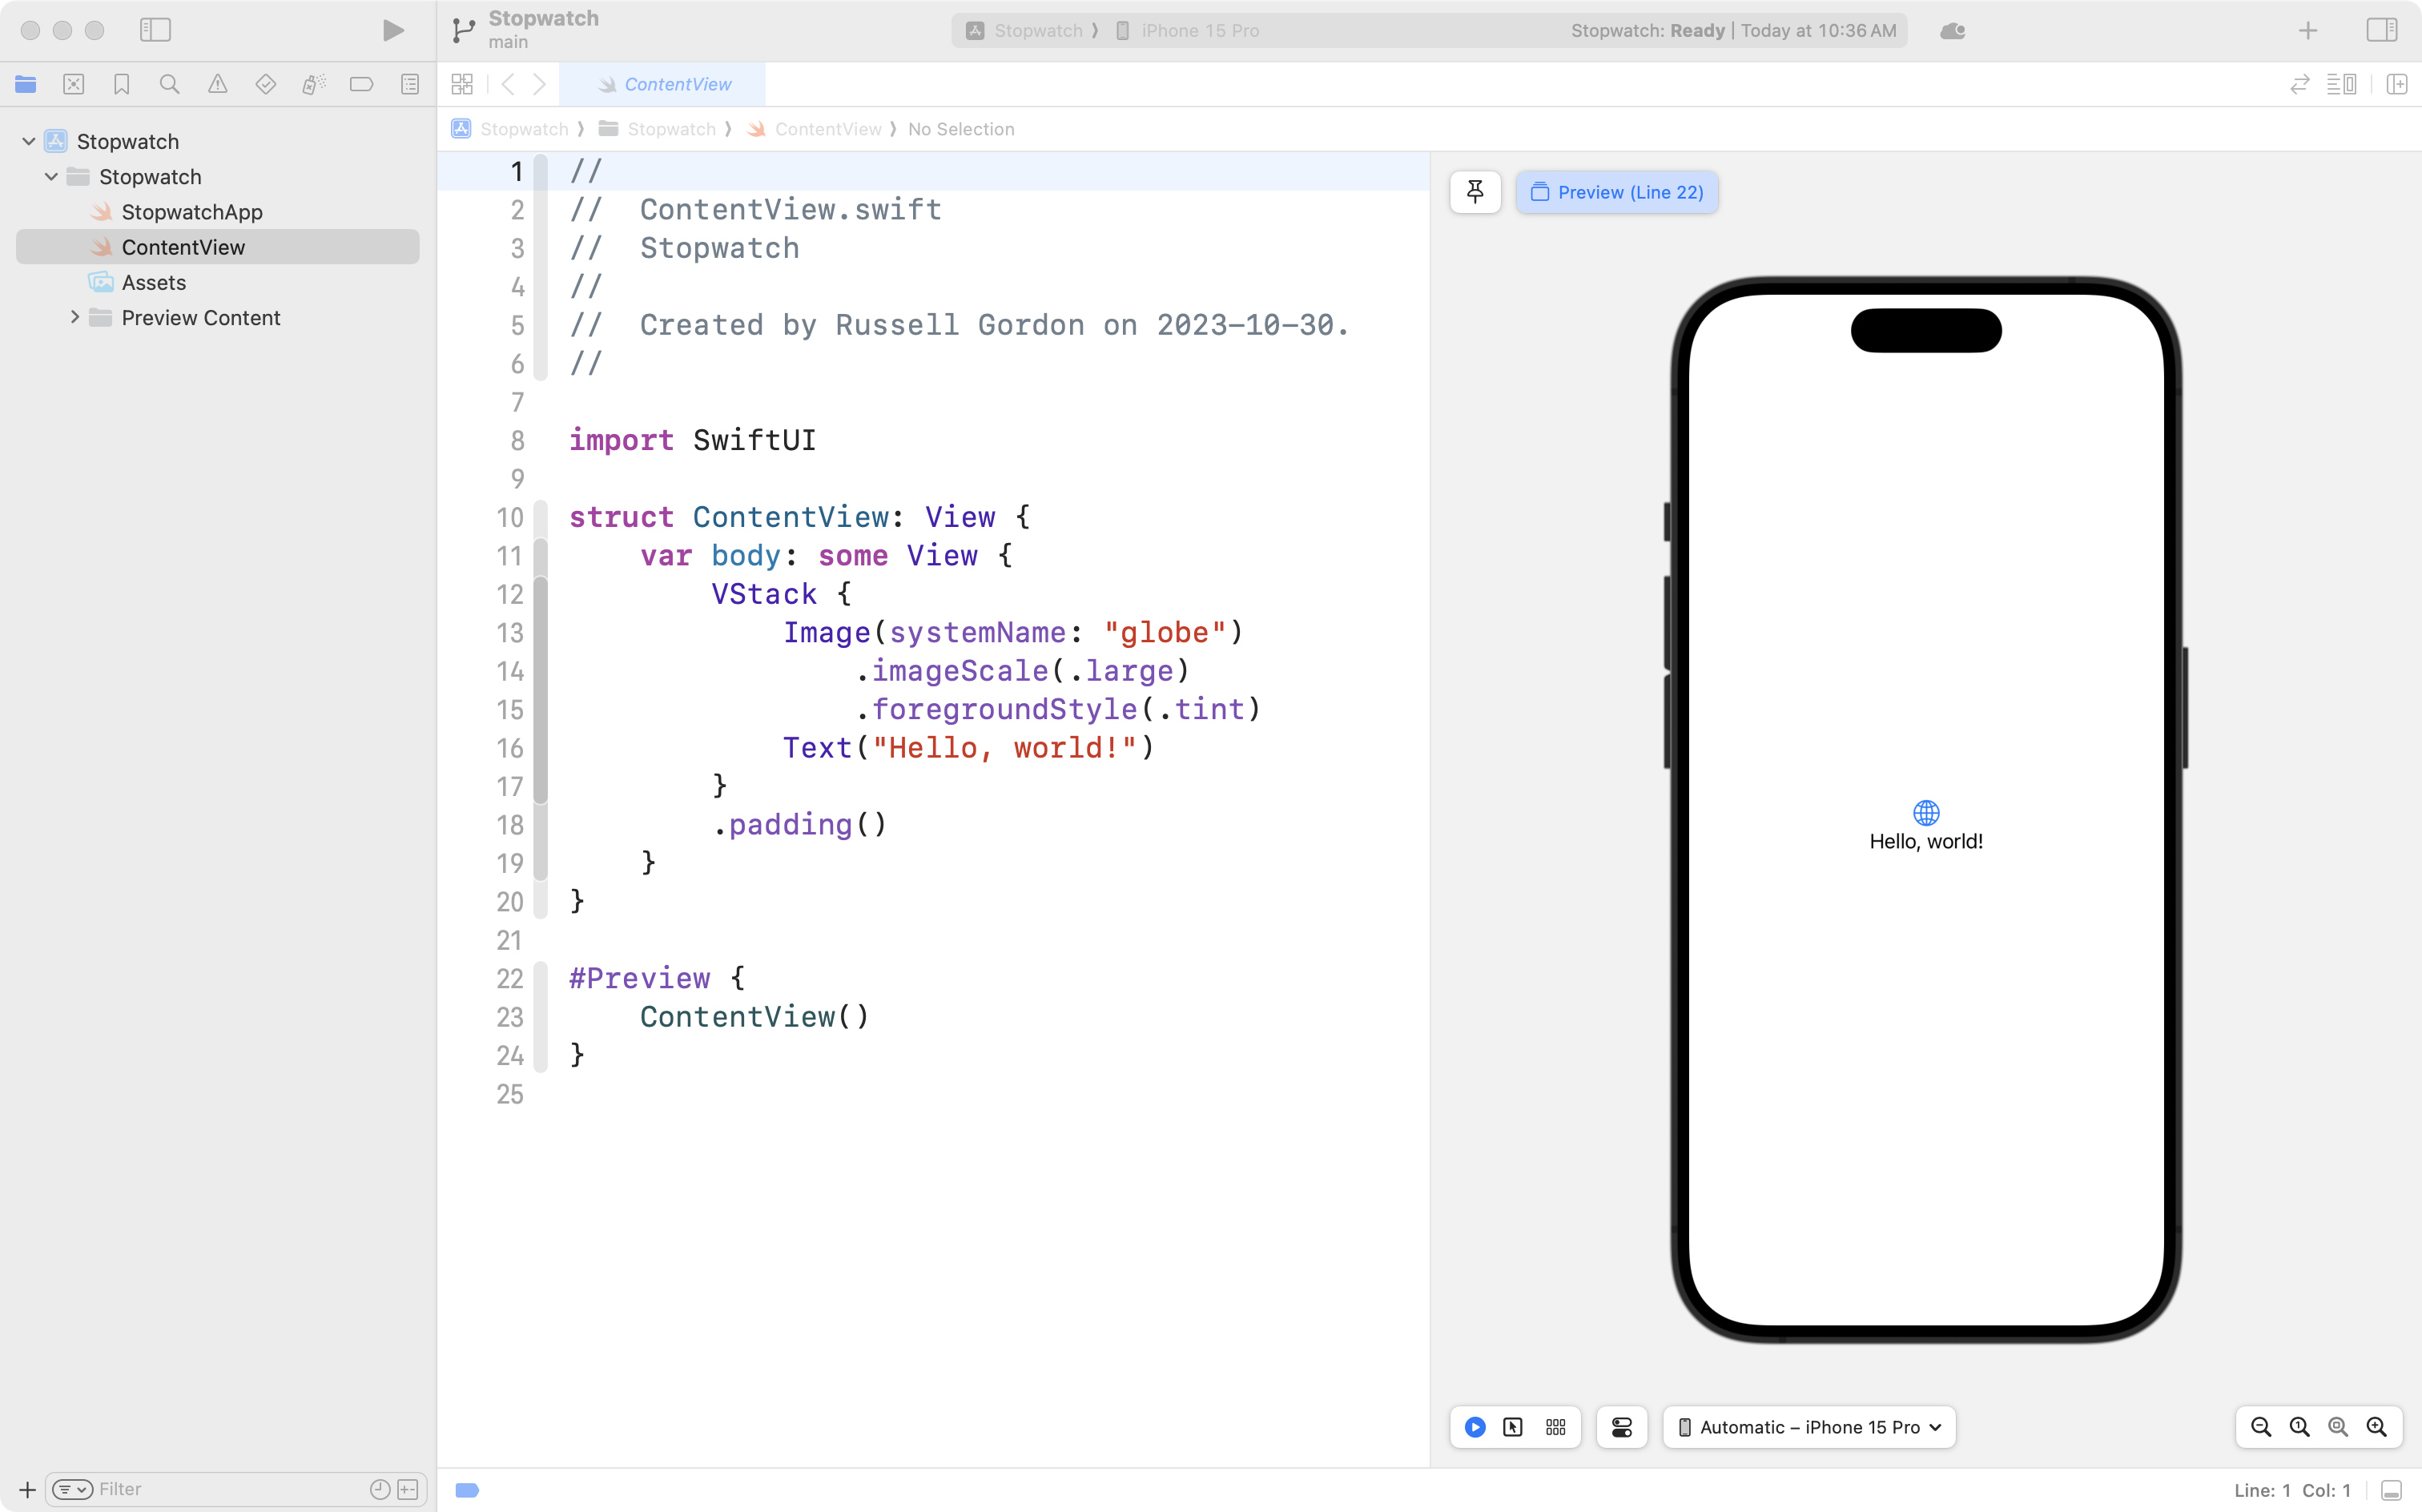 Stopwatch
main
Stopwatch ⟩ iPhone 15 Pro
Stopwatch: Ready | Today at 10:36 AM
ContentView
Stopwatch ⟩ Stopwatch ⟩ ContentView ⟩ No Selection
Stopwatch
Stopwatch
StopwatchApp
ContentView
Assets
Preview Content
1 //
2 //  ContentView.swift
3 //  Stopwatch
4 //
5 //  Created by Russell Gordon on 2023-10-30.
6 //
7
8 import SwiftUI
9
10 struct ContentView: View {
11     var body: some View {
12         VStack {
13             Image(systemName: "globe")
14                 .imageScale(.large)
15                 .foregroundStyle(.tint)
16             Text("Hello, world!")
17         }
18         .padding()
19     }
20 }
21
22 #Preview {
23     ContentView()
24 }
25
Preview (Line 22)
Hello, world!
Automatic – iPhone 15 Pro
Filter
Line: 1 Col: 1